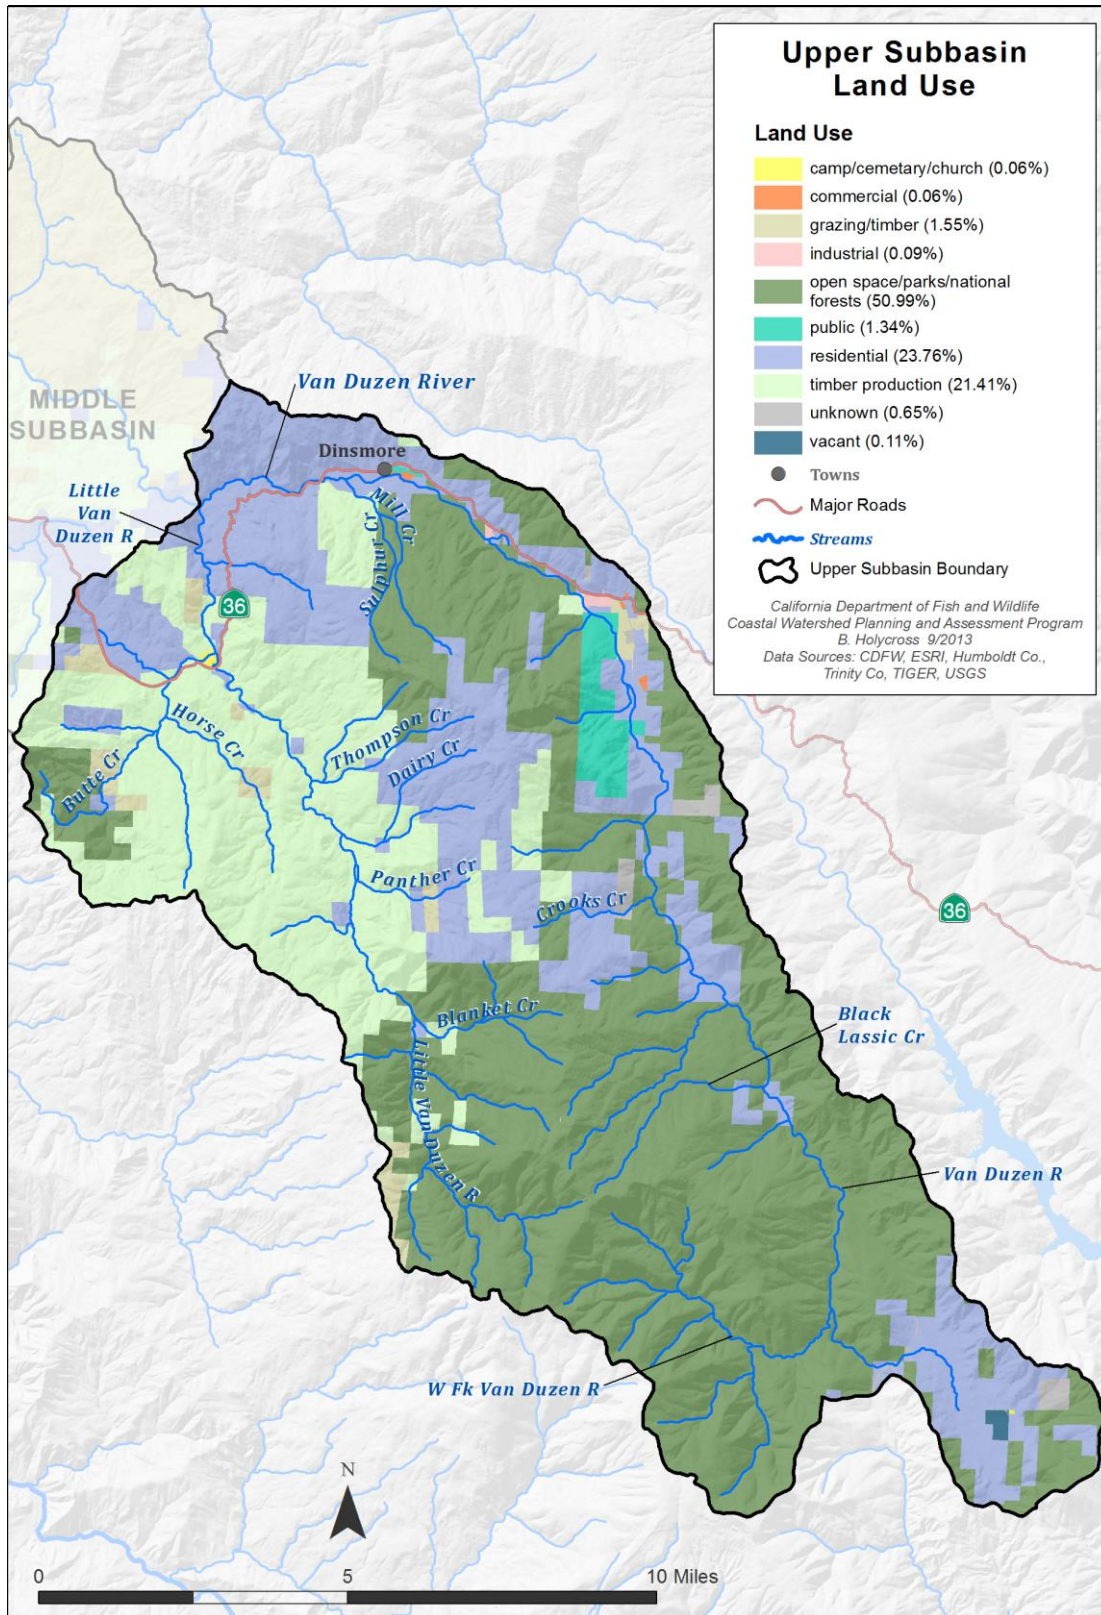 Upper Subbasin
Land Use
Land Use
camp/cemetary/church (0.06%)
commercial (0.06%)
grazing/timber (1.55%)
industrial (0.09%)
open space/parks/national
forests (50.99%)
public (1.34%)
residential (23.76%)
timber production (21.41%)
unknown (0.65%)
vacant (0.11%)
Towns
Major Roads
Streams
Upper Subbasin Boundary
California Department of Fish and Wildlife
Coastal Watershed Planning and Assessment Program
B. Holycross 9/2013
Data Sources: CDFW, ESRI, Humboldt Co.,
Trinity Co, TIGER, USGS
MIDDLE
SUBBASIN
Van Duzen River
Dinsmore
Little
Van
Duzen R
Mill Cr
Sulphur Cr
36
Horse Cr
Thompson Cr
Dairy Cr
Butte Cr
Panther Cr
Crooks Cr
36
Blanket Cr
Black
Lassic Cr
Little Van Duzen R
Van Duzen R
W Fk Van Duzen R
N
0
5
10 Miles